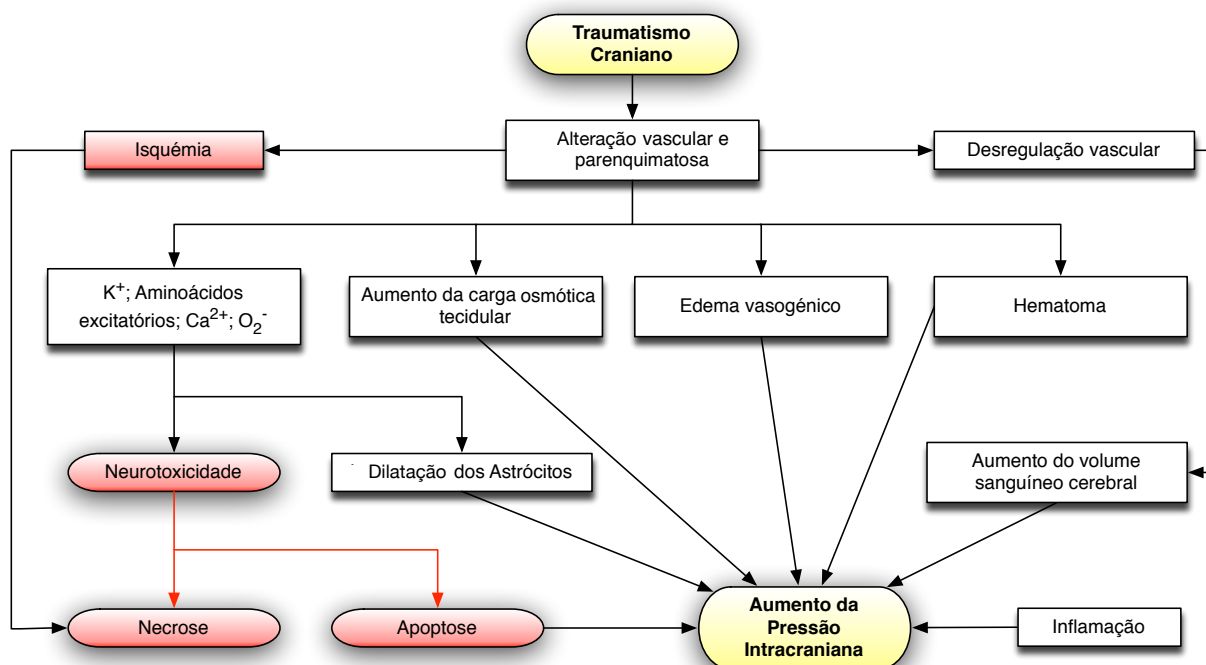 Traumatismo
Craniano
Isquémia
Alteração vascular e
parenquimatosa
Desregulação vascular
K⁺; Aminoácidos
excitatórios; Ca²⁺; O₂⁻
Aumento da carga osmótica
tecidular
Edema vasogénico
Hematoma
Neurotoxicidade
Dilatação dos Astrócitos
Aumento do volume
sanguíneo cerebral
Necrose
Apoptose
Aumento da
Pressão
Intracraniana
Inflamação